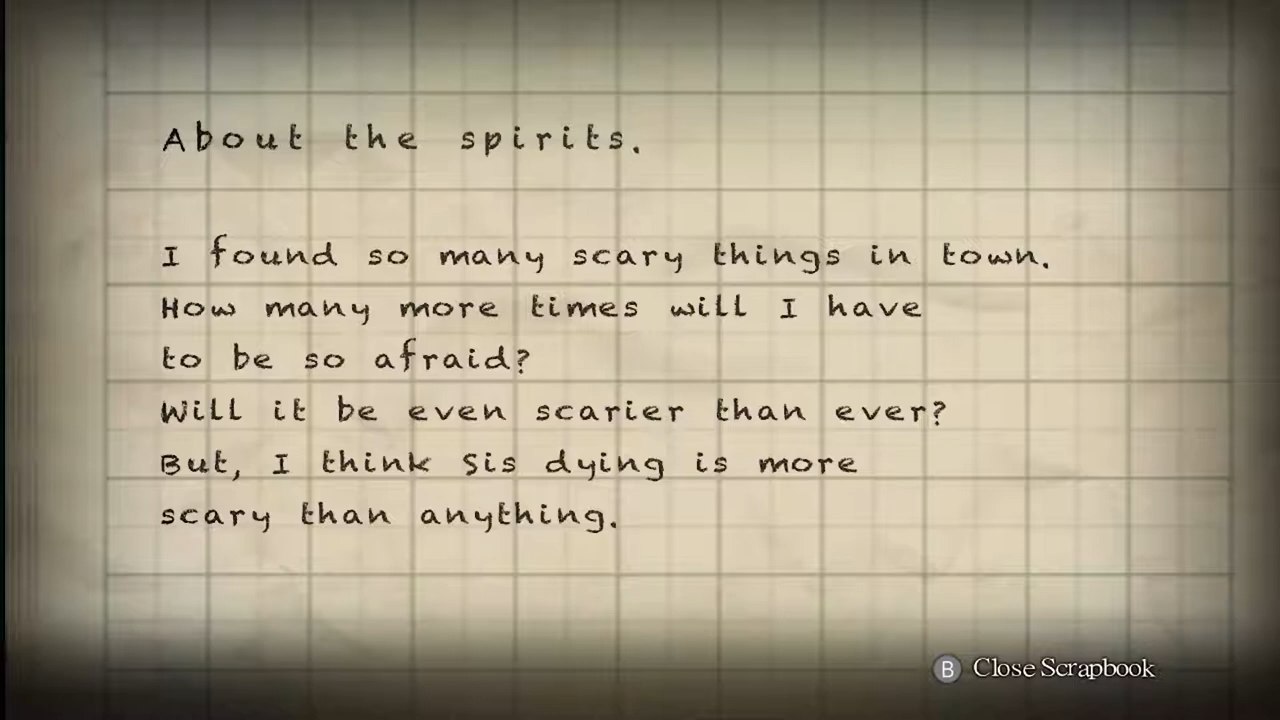 About the spirits.
I found so many scary things in town.
How many more times will I have
to be so afraid?
Will it be even scarier than ever?
But, I think Sis dying is more
scary than anything.
B Close Scrapbook